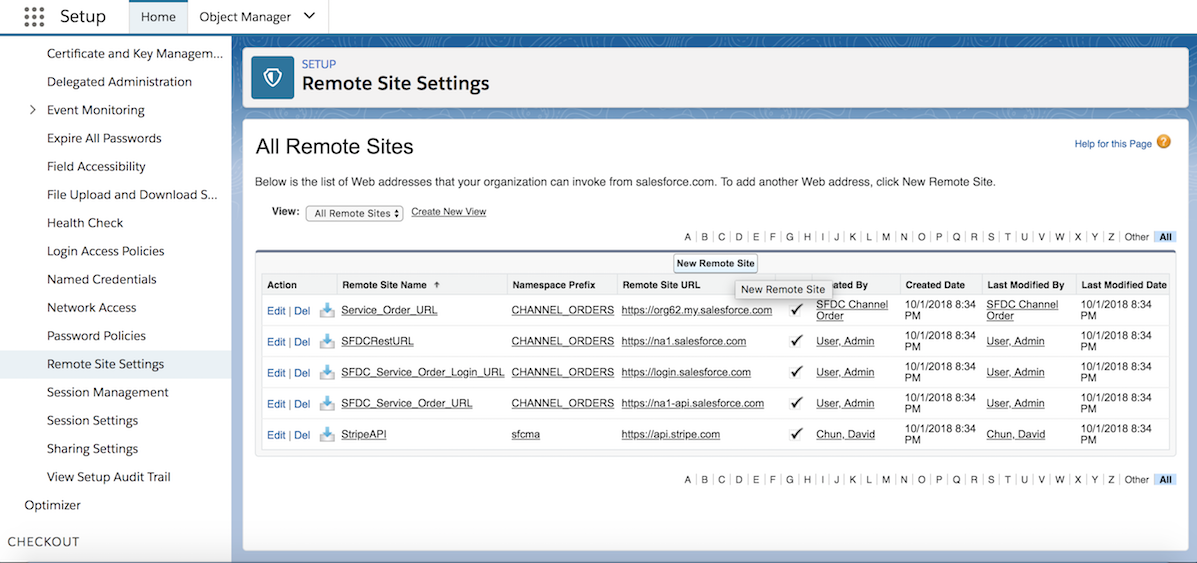 Setup Home Object Manager
Certificate and Key Managem...
Delegated Administration
Event Monitoring
Expire All Passwords
Field Accessibility
File Upload and Download S...
Health Check
Login Access Policies
Named Credentials
Network Access
Password Policies
Remote Site Settings
Session Management
Session Settings
Sharing Settings
View Setup Audit Trail
Optimizer
CHECKOUT
SETUP
Remote Site Settings
All Remote Sites
Help for this Page ?
Below is the list of Web addresses that your organization can invoke from salesforce.com. To add another Web address, click New Remote Site.
View: All Remote Sites Create New View
A | B | C | D | E | F | G | H | I | J | K | L | M | N | O | P | Q | R | S | T | U | V | W | X | Y | Z | Other | All
New Remote Site
New Remote Site
Action Remote Site Name ↑ Namespace Prefix Remote Site URL ated By Created Date Last Modified By Last Modified Date
Edit | Del Service_Order_URL CHANNEL_ORDERS https://org62.my.salesforce.com ✓ SFDC Channel 10/1/2018 8:34 SFDC Channel 10/1/2018 8:34
Order PM Order PM
Edit | Del SFDCRestURL CHANNEL_ORDERS https://na1.salesforce.com ✓ User, Admin 10/1/2018 8:34 User, Admin 10/1/2018 8:34
PM PM
Edit | Del SFDC_Service_Order_Login_URL CHANNEL_ORDERS https://login.salesforce.com ✓ User, Admin 10/1/2018 8:34 User, Admin 10/1/2018 8:34
PM PM
Edit | Del SFDC_Service_Order_URL CHANNEL_ORDERS https://na1-api.salesforce.com ✓ User, Admin 10/1/2018 8:34 User, Admin 10/1/2018 8:34
PM PM
Edit | Del StripeAPI sfcma https://api.stripe.com ✓ Chun, David 10/1/2018 8:34 Chun, David 10/1/2018 8:34
PM PM
A | B | C | D | E | F | G | H | I | J | K | L | M | N | O | P | Q | R | S | T | U | V | W | X | Y | Z | Other | All